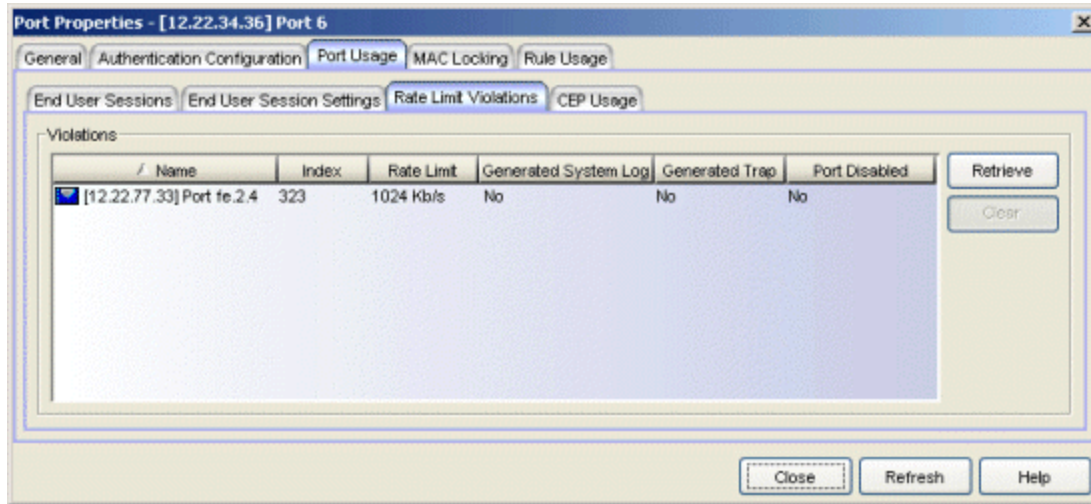 Port Properties - [12.22.34.36] Port 6
General Authentication Configuration Port Usage MAC Locking Rule Usage
End User Sessions End User Session Settings Rate Limit Violations CEP Usage
Violations
Name Index Rate Limit Generated System Log Generated Trap Port Disabled
[12.22.77.33] Port fe.2.4 323 1024 Kb/s No No No
Retrieve
Clear
Close Refresh Help